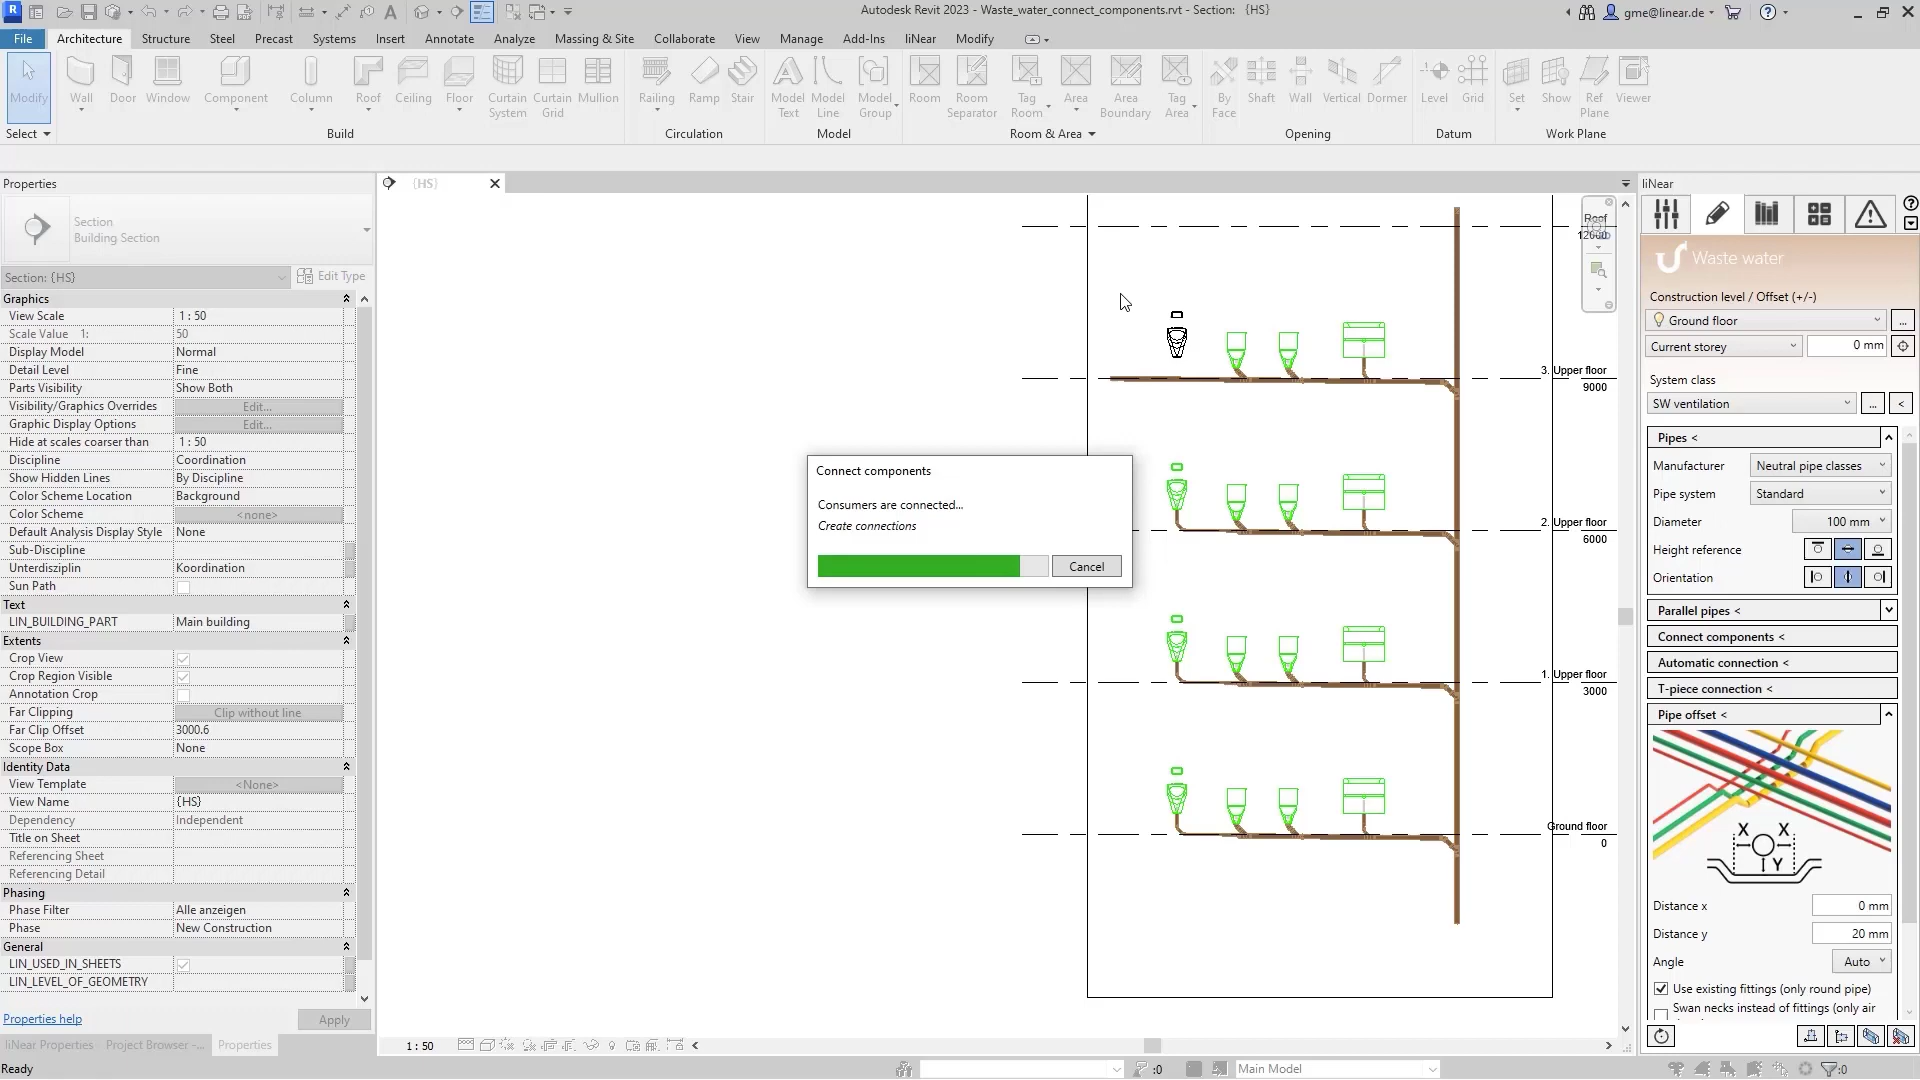 Autodesk Revit 2023 - Waste_water_connect_components.rvt - Section: {HS}
gme@linear.de
File Architecture Structure Steel Precast Systems Insert Annotate Analyze Massing & Site Collaborate View Manage Add-Ins liNear Modify
Modify Wall Door Window Component Column Roof Ceiling Floor Curtain System Curtain Grid Mullion Railing Ramp Stair Model Text Model Line Model Group Room Room Separator Tag Room Area Area Boundary Tag Area By Face Shaft Wall Vertical Dormer Level Grid Set Show Ref Plane Viewer
Select Build Circulation Model Room & Area Opening Datum Work Plane
Properties
Section
Building Section
Section: {HS} Edit Type
Graphics
View Scale 1 : 50
Scale Value 1: 50
Display Model Normal
Detail Level Fine
Parts Visibility Show Both
Visibility/Graphics Overrides Edit...
Graphic Display Options Edit...
Hide at scales coarser than 1 : 50
Discipline Coordination
Show Hidden Lines By Discipline
Color Scheme Location Background
Color Scheme <none>
Default Analysis Display Style None
Sub-Discipline
Unterdisziplin Koordination
Sun Path
Text
LIN_BUILDING_PART Main building
Extents
Crop View
Crop Region Visible
Annotation Crop
Far Clipping Clip without line
Far Clip Offset 3000.6
Scope Box None
Identity Data
View Template <None>
View Name {HS}
Dependency Independent
Title on Sheet
Referencing Sheet
Referencing Detail
Phasing
Phase Filter Alle anzeigen
Phase New Construction
General
LIN_USED_IN_SHEETS
LIN_LEVEL_OF_GEOMETRY
Properties help Apply
liNear Properties Project Browser -... Properties
Ready
{HS}
Roof
3. Upper floor
9000
2. Upper floor
6000
1. Upper floor
3000
Ground floor
0
Connect components
Consumers are connected...
Create connections
Cancel
1 : 50
:0
Main Model
:0
liNear
Waste water
Construction level / Offset (+/-)
Ground floor ...
Current storey 0 mm
System class
SW ventilation ... <
Pipes <
Manufacturer Neutral pipe classes
Pipe system Standard
Diameter 100 mm
Height reference
Orientation
Parallel pipes <
Connect components <
Automatic connection <
T-piece connection <
Pipe offset <
X X
Y
Distance x 0 mm
Distance y 20 mm
Angle Auto
Use existing fittings (only round pipe)
Swan necks instead of fittings (only air